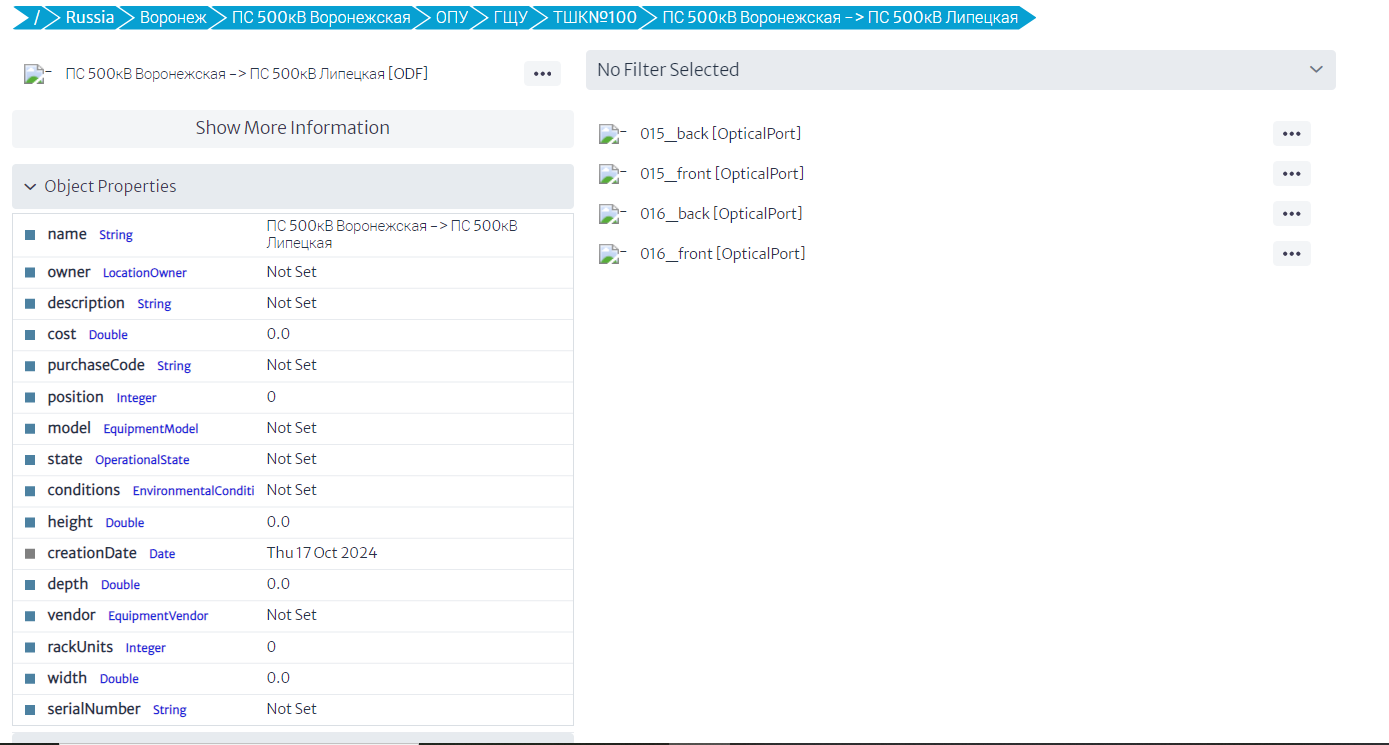 / Russia Воронеж ПС 500кВ Воронежская ОПУ ГЩУ ТШК№100 ПС 500кВ Воронежская -> ПС 500кВ Липецкая
ПС 500кВ Воронежская -> ПС 500кВ Липецкая [ODF]
Show More Information
Object Properties
name String ПС 500кВ Воронежская -> ПС 500кВ
Липецкая
owner LocationOwner Not Set
description String Not Set
cost Double 0.0
purchaseCode String Not Set
position Integer 0
model EquipmentModel Not Set
state OperationalState Not Set
conditions EnvironmentalConditi Not Set
height Double 0.0
creationDate Date Thu 17 Oct 2024
depth Double 0.0
vendor EquipmentVendor Not Set
rackUnits Integer 0
width Double 0.0
serialNumber String Not Set
No Filter Selected
015__back [OpticalPort]
015__front [OpticalPort]
016__back [OpticalPort]
016__front [OpticalPort]